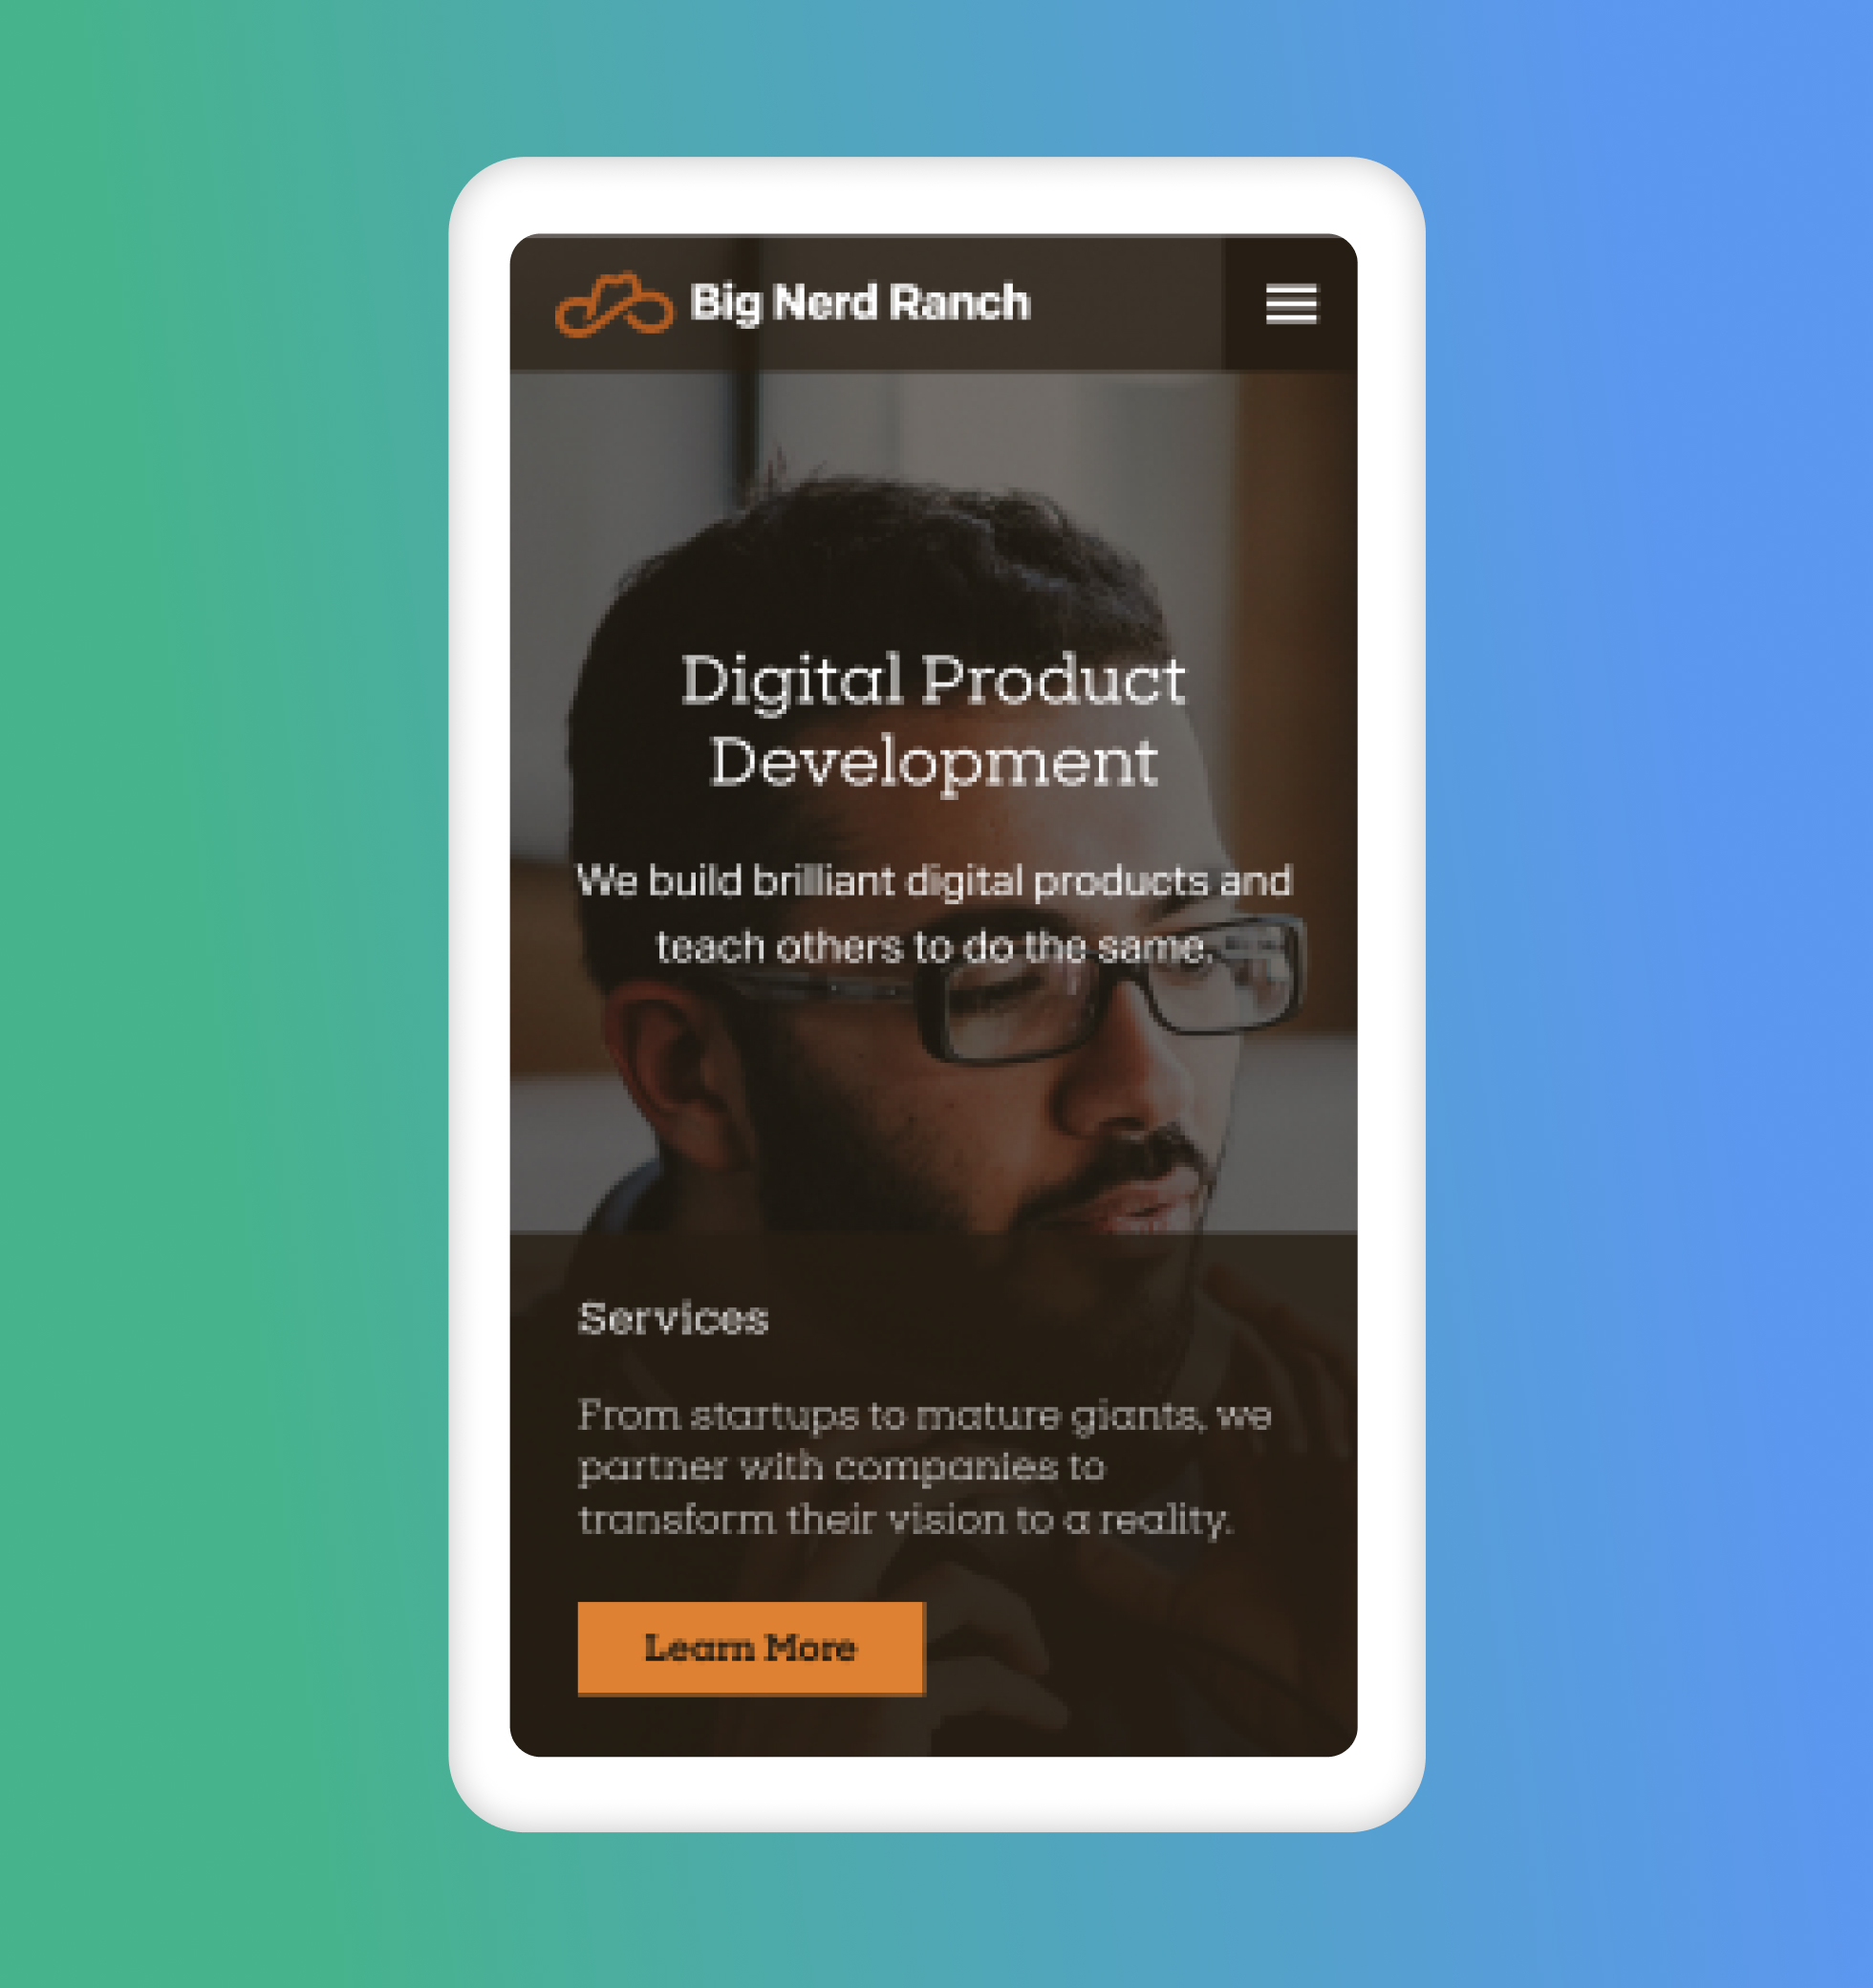 Big Nerd Ranch
Digital Product
Development
We build brilliant digital products and
teach others to do the same.
Services
From startups to mature giants, we
partner with companies to
transform their vision to a reality.
Learn More